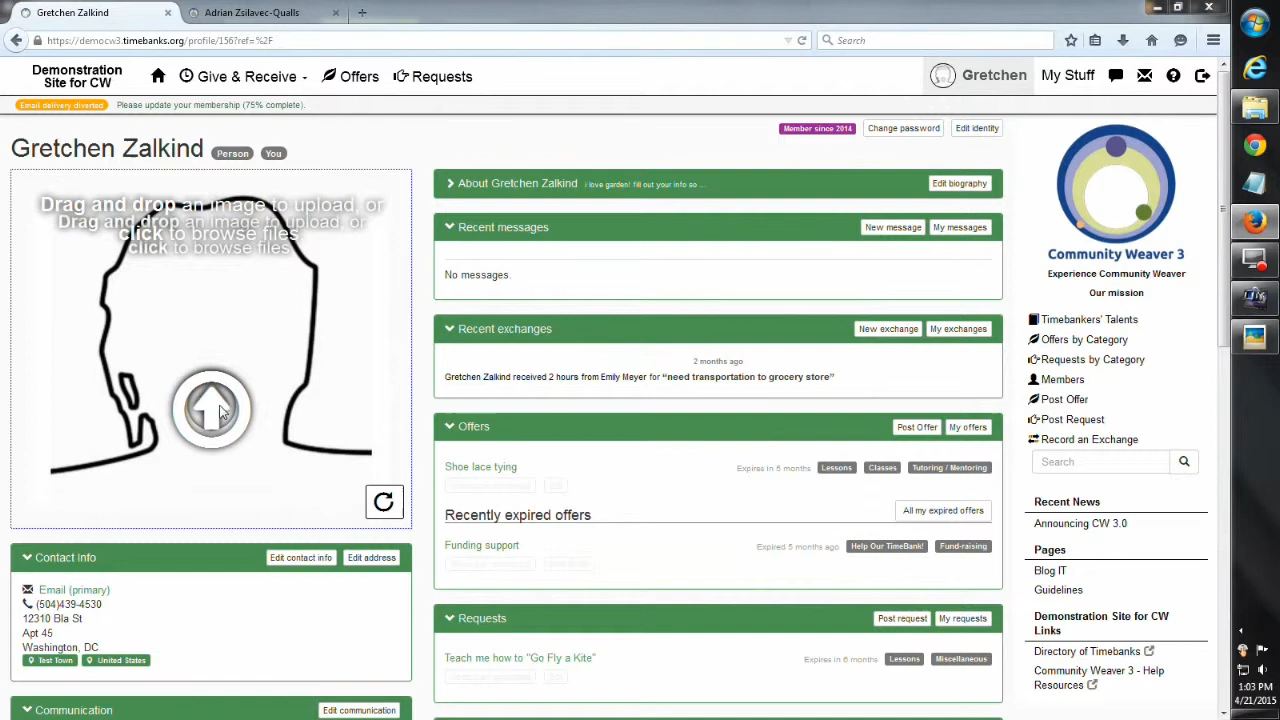 Gretchen Zalkind
Adrian Zsilavec-Qualls
https://democw3.timebanks.org/profile/156?ref=%2F
Search
Demonstration Site for CW
Give & Receive
Offers
Requests
Gretchen
My Stuff
Email delivery diverted
Please update your membership (75% complete).
Gretchen Zalkind Person You
Member since 2014
Change password
Edit identity
Drag and drop an image to upload, or
Drag and drop an image to upload, or
click to browse files
click to browse files
Contact Info
Edit contact info
Edit address
Email (primary)
(504)439-4530
12310 Bla St
Apt 45
Washington, DC
Test Town
United States
Communication
Edit communication
About Gretchen Zalkind
I love garden! fill out your info so ...
Edit biography
Recent messages
New message
My messages
No messages.
Recent exchanges
New exchange
My exchanges
2 months ago
Gretchen Zalkind received 2 hours from Emily Meyer for “need transportation to grocery store”
Offers
Post Offer
My offers
Shoe lace tying
Expires in 6 months
Lessons
Classes
Tutoring / Mentoring
Recently expired offers
All my expired offers
Funding support
Expired 5 months ago
Help Our TimeBank!
Fund-raising
Requests
Post request
My requests
Teach me how to "Go Fly a Kite"
Expires in 6 months
Lessons
Miscellaneous
Community Weaver 3
Experience Community Weaver
Our mission
Timebankers' Talents
Offers by Category
Requests by Category
Members
Post Offer
Post Request
Record an Exchange
Search
Recent News
Announcing CW 3.0
Pages
Blog IT
Guidelines
Demonstration Site for CW
Links
Directory of Timebanks
Community Weaver 3 - Help
Resources
1:03 PM
4/21/2015